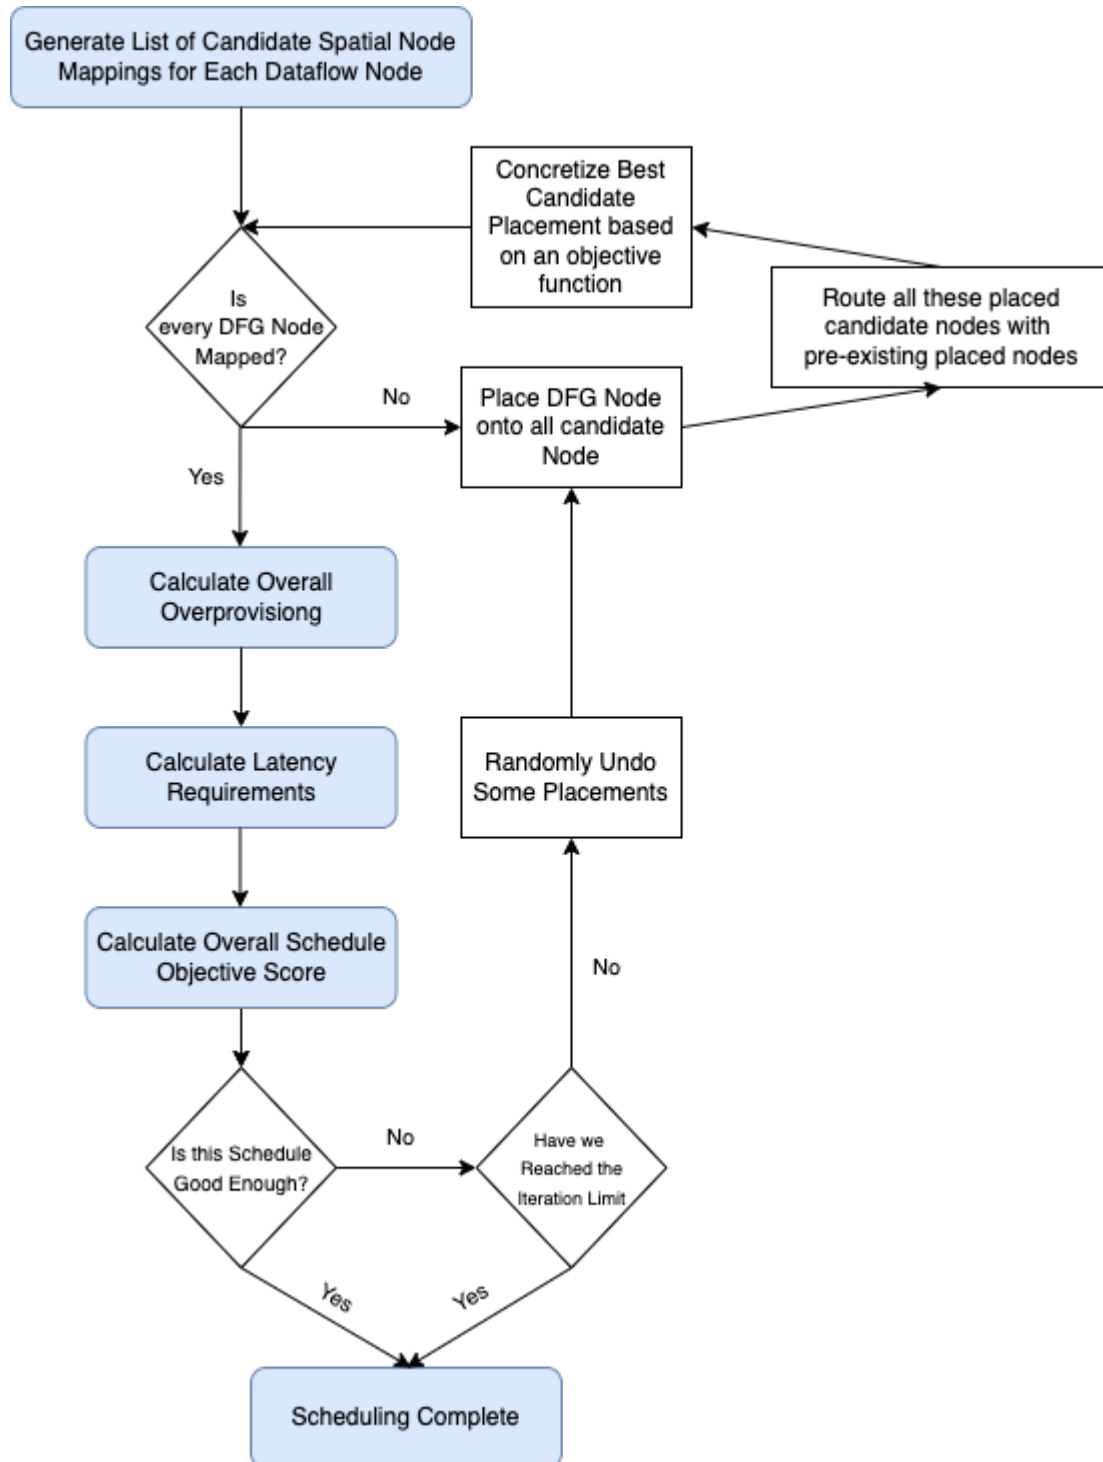 Generate List of Candidate Spatial Node
Mappings for Each Dataflow Node
Concretize Best
Candidate
Placement based
on an objective
function
Route all these placed
candidate nodes with
pre-existing placed nodes
Is
every DFG Node
Mapped?
No
Place DFG Node
onto all candidate
Node
Yes
Calculate Overall
Overprovisiong
Calculate Latency
Requirements
Randomly Undo
Some Placements
Calculate Overall Schedule
Objective Score
No
Is this Schedule
Good Enough?
No
Have we
Reached the
Iteration Limit
Yes
Yes
Scheduling Complete